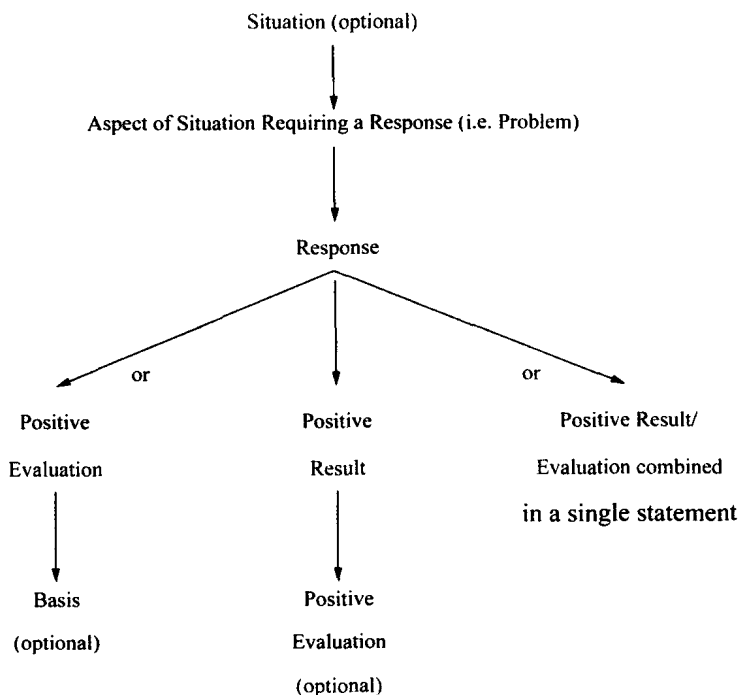 Situation (optional)
Aspect of Situation Requiring a Response (i.e. Problem)
Response
or
or
Positive
Evaluation
Basis
(optional)
Positive
Result
Positive
Evaluation
(optional)
Positive Result/
Evaluation combined
in a single statement